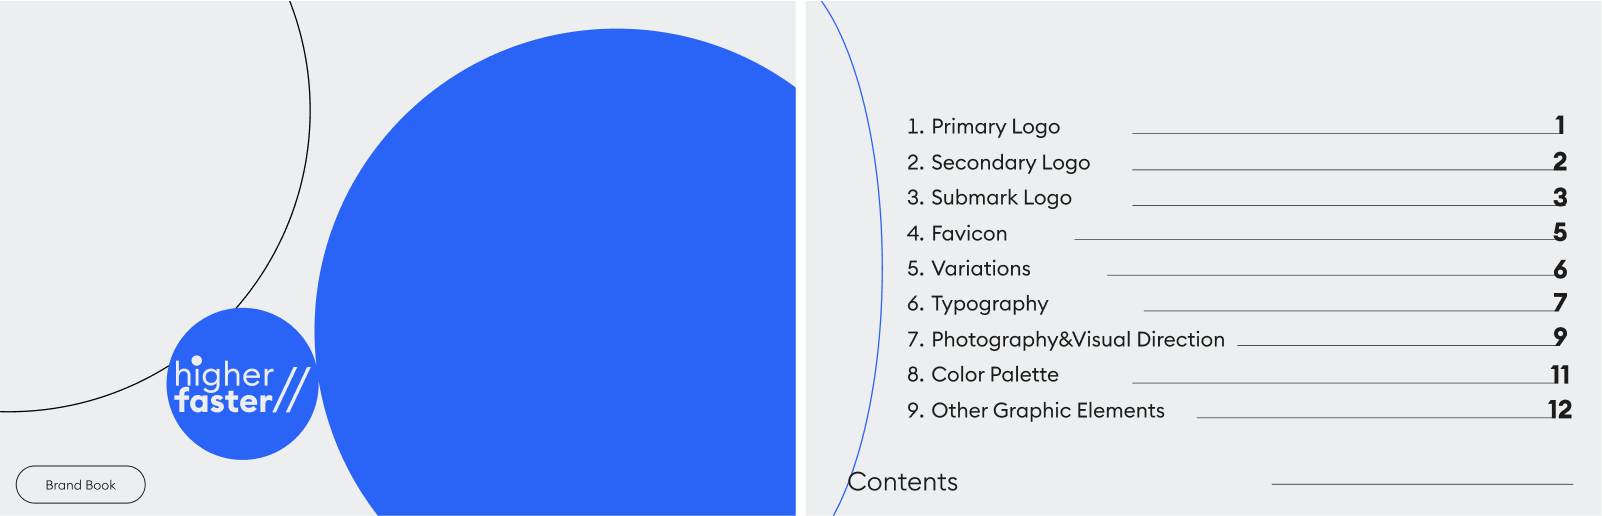 higher
faster//
Brand Book
1. Primary Logo 1
2. Secondary Logo 2
3. Submark Logo 3
4. Favicon 5
5. Variations 6
6. Typography 7
7. Photography&Visual Direction 9
8. Color Palette 11
9. Other Graphic Elements 12
Contents